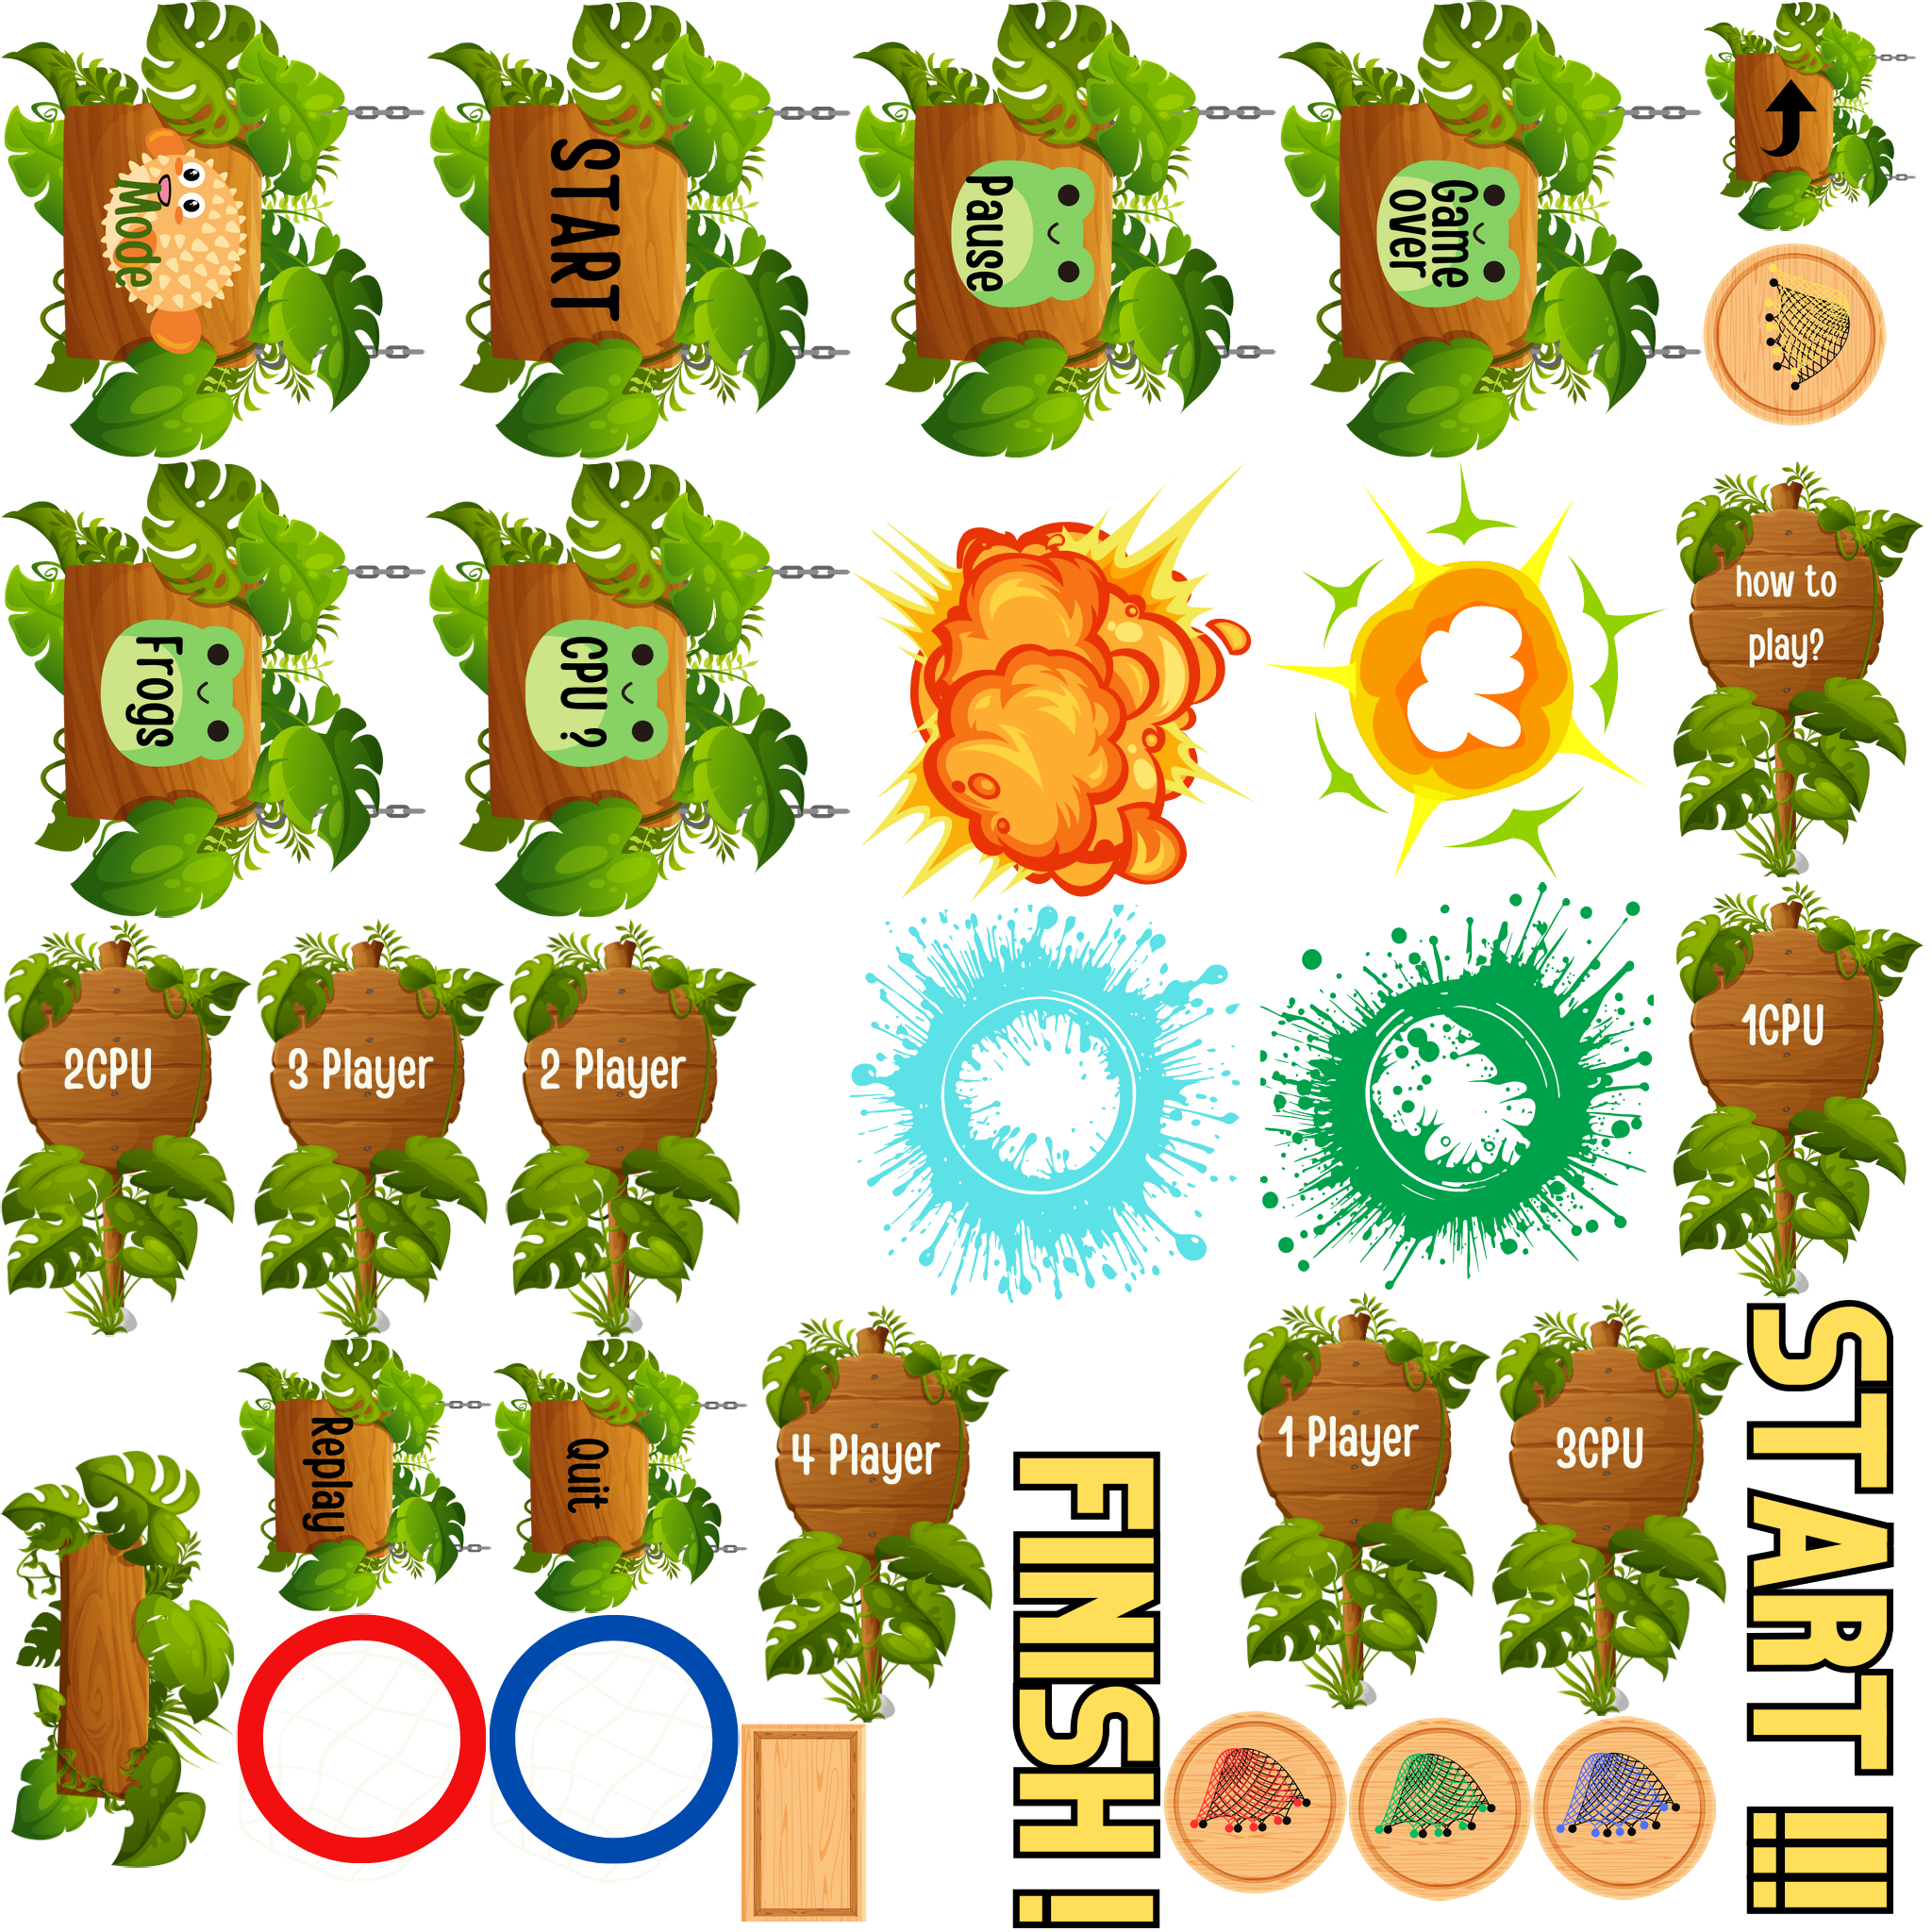 Mode
START
Pause
Game
over
Frogs
CPU ?
how to
play?
2CPU
3 Player
2 Player
1CPU
Replay
Quit
4 Player
FINISH !
1 Player
3CPU
START !!!